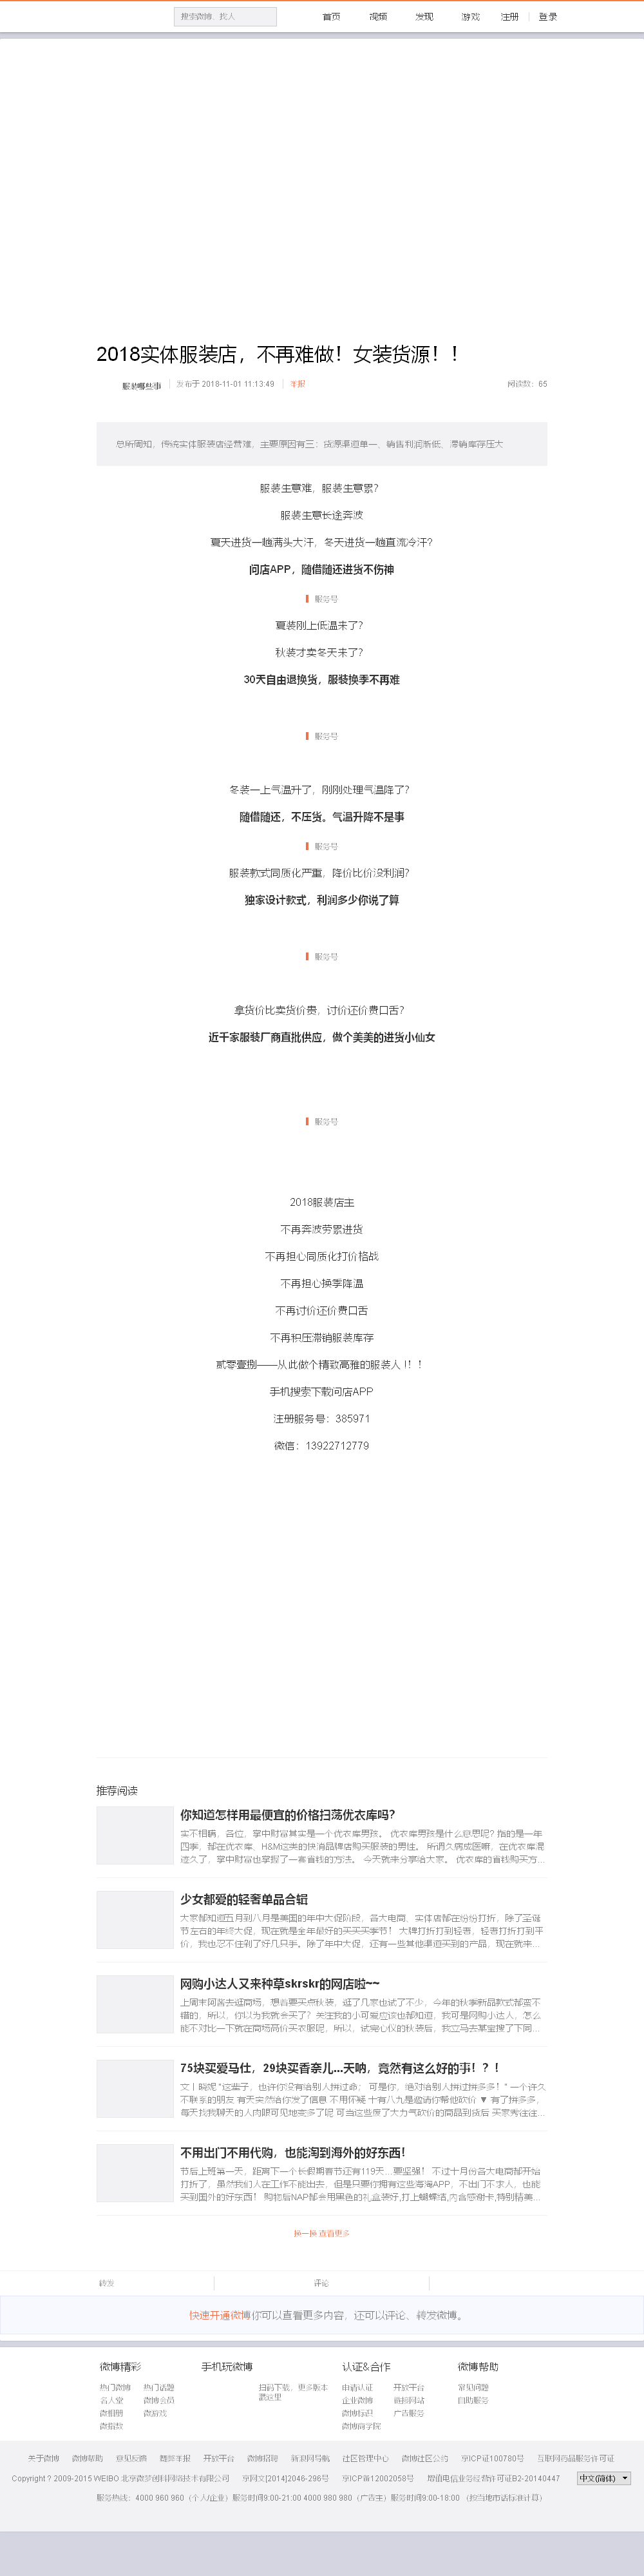 搜索微博、找人
首页 视频 发现 游戏 注册 登录
2018实体服装店，不再难做！女装货源！！
服装哪些事 发布于 2018-11-01 11:13:49 举报 阅读数：65
总所周知，传统实体服装店经营难，主要原因有三：货源渠道单一、销售利润渐低、滞销库存压大
服装生意难，服装生意累？
服装生意长途奔波
夏天进货一趟满头大汗，冬天进货一趟直流冷汗？
问店APP，随借随还进货不伤神
服务号
夏装刚上低温来了？
秋装才卖冬天来了？
30天自由退换货，服装换季不再难
服务号
冬装一上气温升了，刚刚处理气温降了？
随借随还，不压货。气温升降不是事
服务号
服装款式同质化严重，降价比价没利润？
独家设计款式，利润多少你说了算
服务号
拿货价比卖货价贵，讨价还价费口舌？
近千家服装厂商直批供应，做个美美的进货小仙女
服务号
2018服装店主
不再奔波劳累进货
不再担心同质化打价格战
不再担心换季降温
不再讨价还价费口舌
不再积压滞销服装库存
贰零壹捌——从此做个精致高雅的服装人！！！
手机搜索下载问店APP
注册服务号：385971
微信：13922712779
推荐阅读
你知道怎样用最便宜的价格扫荡优衣库吗？
实不相瞒，各位，掌中财富其实是一个优衣库男孩。 优衣库男孩是什么意思呢? 指的是一年
四季，都在优衣库、H&M这类的快消品牌店购买服装的男性。 所谓久病成医嘛，在优衣库混
迹久了，掌中财富也掌握了一套省钱的方法。 今天就来分享给大家。 优衣库的省钱购买方...
少女都爱的轻奢单品合辑
大家都知道五月到八月是美国的年中大促阶段，各大电商、实体店都在纷纷打折，除了圣诞
节左右的年终大促，现在就是全年最好的买买买季节！ 大牌打折打到轻奢，轻奢打折打到平
价，我也忍不住剁了好几只手。除了年中大促，还有一些其他渠道买到的产品，现在就来...
网购小达人又来种草skrskr的网店啦~~
上周末阿酱去逛商场，想着要买点秋装，逛了几家也试了不少，今年的秋季新品款式都蛮不
错的，所以，你以为我就会买了？关注我的小可爱应该也都知道，我可是网购小达人，怎么
能不对比一下就在商场高价买衣服呢，所以，试完心仪的秋装后，我立马去某宝搜了下同...
75块买爱马仕，29块买香奈儿...天呐，竟然有这么好的事！？！
文丨晓妮 "这辈子，也许你没有给别人拼过命； 可是你，绝对给别人拼过拼多多！" 一个许久
不联系的朋友 有天突然给你发了信息 不用怀疑 十有八九是邀请你帮他砍价 ▼ 有了拼多多，
每天找我聊天的人肉眼可见地变多了呢 可当这些废了大力气砍价的商品到货后 买家秀往往...
不用出门不用代购，也能淘到海外的好东西！
节后上班第一天，距离下一个长假期春节还有119天...要坚强！ 不过十月份各大电商都开始
打折了，虽然我们人在工作不能出去，但是只要你拥有这些海淘APP，不出门不求人，也能
买到国外的好东西！ 购物后NAP都会用黑色的礼盒装好,打上蝴蝶结,内含感谢卡,特别精美...
换一换 查看更多
转发 评论
快速开通微博你可以查看更多内容，还可以评论、转发微博。
微博精彩 手机玩微博 认证&合作 微博帮助
热门微博 热门话题 扫码下载，更多版本 申请认证 开放平台 常见问题
名人堂 微博会员 戳这里 企业微博 链接网站 自助服务
微相册 微游戏 微博标识 广告服务
微指数 微博商学院
关于微博 微博帮助 意见反馈 舞弊举报 开放平台 微博招聘 新浪网导航 社区管理中心 微博社区公约 京ICP证100780号 互联网药品服务许可证
Copyright ? 2009-2015 WEIBO 北京微梦创科网络技术有限公司 京网文[2014]2046-296号 京ICP备12002058号 增值电信业务经营许可证B2-20140447 中文(简体)
服务热线：4000 960 960（个人/企业）服务时间9:00-21:00 4000 980 980（广告主）服务时间9:00-18:00 （按当地市话标准计算）